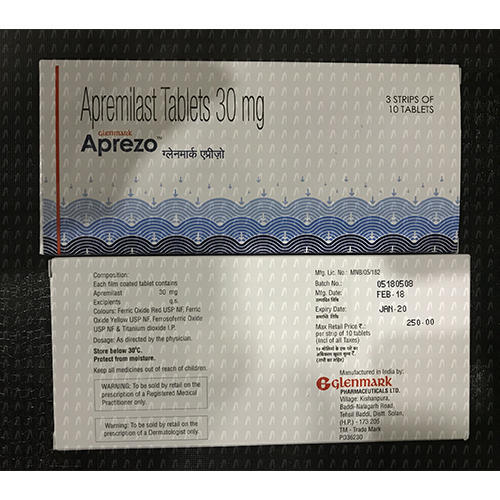 Apremilast Tablets 30 mg
3 STRIPS OF
10 TABLETS
Glenmark
Aprezo™
ग्लेनमार्क एप्रीज़ो
Composition:
Each film coated tablet contains
Apremilast 30 mg
Excipients q.s.
Colours: Ferric Oxide Red USP NF, Ferric
Oxide Yellow USP NF, Ferrosoferric Oxide
USP NF & Titanium dioxide I.P.
Dosage: As directed by the physician.
Store below 30°C.
Protect from moisture.
Keep all medicines out of reach of children.
WARNING: To be sold by retail on the
prescription of a Registered Medical
Practitioner only.
Warning: To be sold by retail on the
prescription of a Dermatologist only.
Mfg. Lic. No.: MNB/05/182
Batch No.: 05180508
Mfg. Date: FEB-18
Expiry Date: JAN-20
Max Retail Price ₹.: 250-00
per strip of 10 tablets
(Incl of all Taxes)
Manufactured in India by:
Glenmark
PHARMACEUTICALS LTD.
Village: Kishanpura,
Baddi-Nalagarh Road,
Tehsil Baddi, Distt. Solan,
(H.P.) - 173 205
TM - Trade Mark
P036230